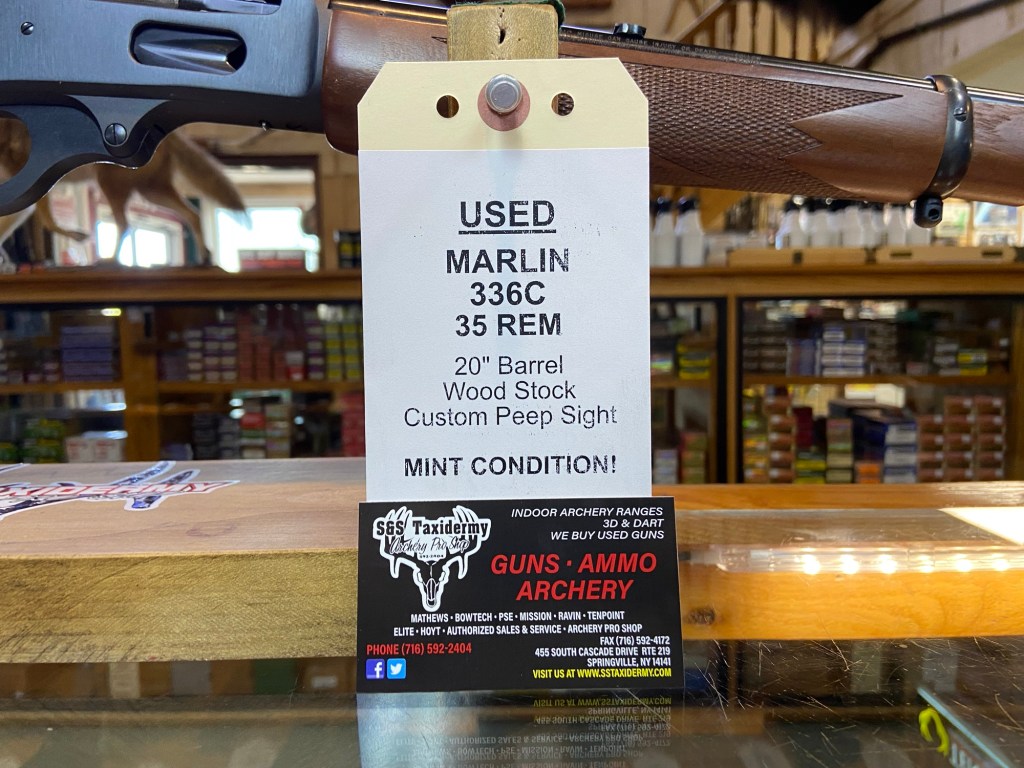 USED
MARLIN
336C
35 REM
20" Barrel
Wood Stock
Custom Peep Sight
MINT CONDITION!
S&S Taxidermy
Archery Pro Shop
592-2404
INDOOR ARCHERY RANGES
3D & DART
WE BUY USED GUNS
GUNS · AMMO
ARCHERY
MATHEWS · BOWTECH · PSE · MISSION · RAVIN · TENPOINT
ELITE · HOYT · AUTHORIZED SALES & SERVICE · ARCHERY PRO SHOP
PHONE (716) 592-2404
FAX (716) 592-4172
455 SOUTH CASCADE DRIVE RTE 219
SPRINGVILLE, NY 14141
VISIT US AT WWW.SSTAXIDERMY.COM